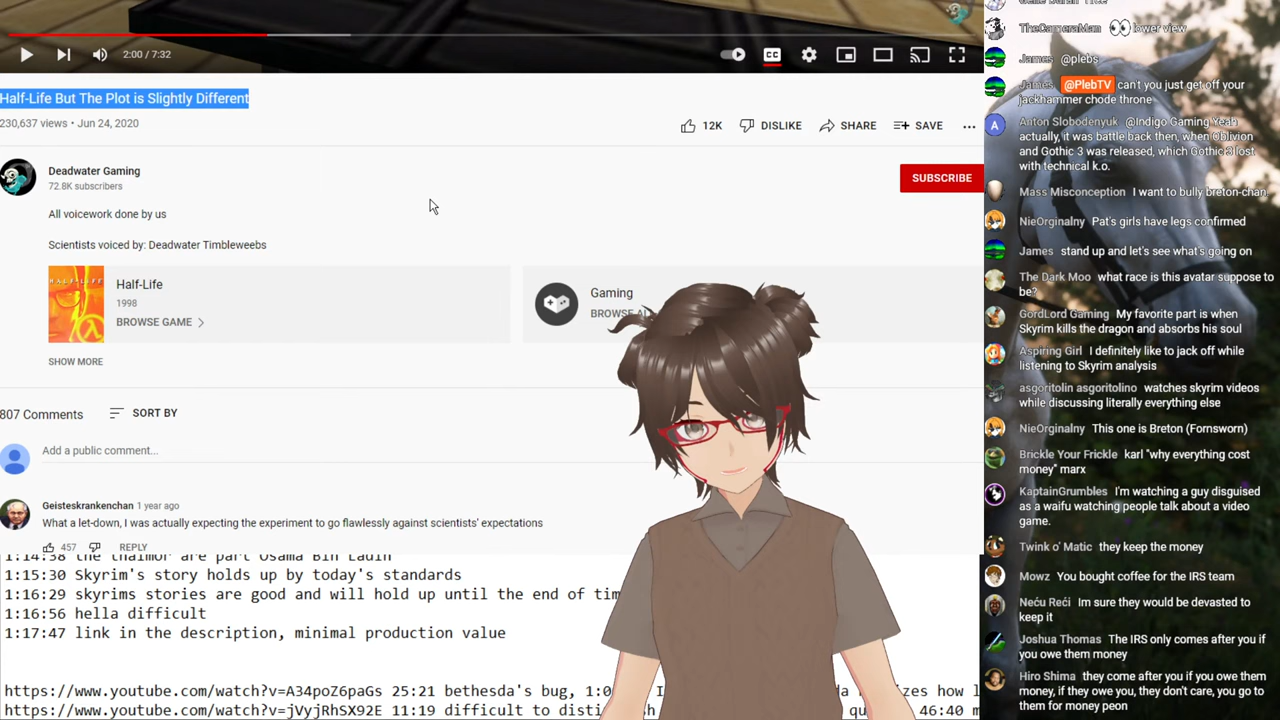 2:00 / 7:32
Half-Life But The Plot is Slightly Different
230,637 views • Jun 24, 2020
12K
DISLIKE
SHARE
SAVE
Deadwater Gaming
72.8K subscribers
SUBSCRIBE
All voicework done by us
Scientists voiced by: Deadwater Timbleweebs
HALF-LIFE
Half-Life
1998
BROWSE GAME
Gaming
BROWSE
SHOW MORE
807 Comments
SORT BY
Add a public comment...
Geisteskrankenchan 1 year ago
What a let-down, I was actually expecting the experiment to go flawlessly against scientists' expectations
457
REPLY
1:14:38 the thalmor are part Osama Bin Ladin
1:15:30 Skyrim's story holds up by today's standards
1:16:29 skyrims stories are good and will hold up until the end of tim
1:16:56 hella difficult
1:17:47 link in the description, minimal production value
https://www.youtube.com/watch?v=A34poZ6paGs 25:21 bethesda's bug, 1:0
https://www.youtube.com/watch?v=jVyjRhSX92E 11:19 difficult to disti
46:40
TheCameraMan lower view
James @plebs
James @PlebTV can't you just get off your
jackhammer chode throne
Anton Slobodenyuk @Indigo Gaming Yeah
actually, it was battle back then, when Oblivion
and Gothic 3 was released, which Gothic 3 lost
with technical k.o.
Mass Misconception I want to bully breton-chan.
NieOrginalny Pat's girls have legs confirmed
James stand up and let's see what's going on
The Dark Moo what race is this avatar suppose to
be?
GordLord Gaming My favorite part is when
Skyrim kills the dragon and absorbs his soul
Aspiring Girl I definitely like to jack off while
listening to Skyrim analysis
asgoritolin asgoritolino watches skyrim videos
while discussing literally everything else
NieOrginalny This one is Breton (Fornsworn)
Brickle Your Frickle karl "why everything cost
money" marx
KaptainGrumbles I'm watching a guy disguised
as a waifu watching people talk about a video
game.
Twink o' Matic they keep the money
Mowz You bought coffee for the IRS team
Neću Reći Im sure they would be devasted to
keep it
Joshua Thomas The IRS only comes after you if
you owe them money
Hiro Shima they come after you if you owe them
money, if they owe you, they don't care, you go to
them for money peon